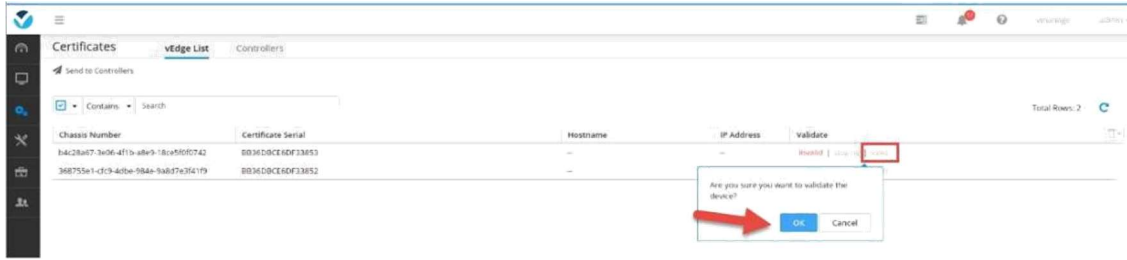 Certificates
vEdge List
Controllers
Send to Controllers
Contains
Search
Total Rows: 2
Chassis Number
Certificate Serial
Hostname
IP Address
Validate
b4c28a67-3e06-4f1b-a8e9-18ce5f0f0742
BB36DBCE6DF33853
--
--
Invalid |
368755e1-cfc9-4dbe-984e-9a8d7e3f41f9
BB36DBCE6DF33852
--
Are you sure you want to validate the
device?
OK
Cancel